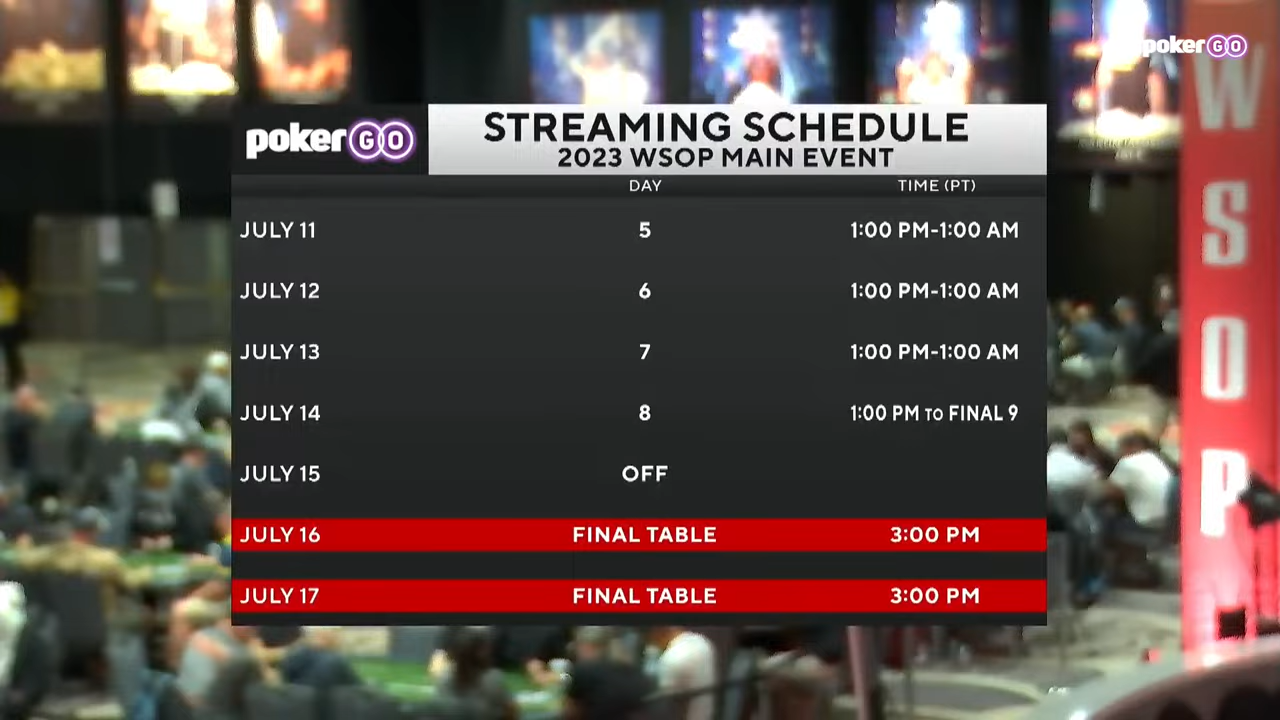 pokerGO
STREAMING SCHEDULE
2023 WSOP MAIN EVENT
DAY TIME (PT)
JULY 11 5 1:00 PM-1:00 AM
JULY 12 6 1:00 PM-1:00 AM
JULY 13 7 1:00 PM-1:00 AM
JULY 14 8 1:00 PM TO FINAL 9
JULY 15 OFF
JULY 16 FINAL TABLE 3:00 PM
JULY 17 FINAL TABLE 3:00 PM
pokerGO
WSOP